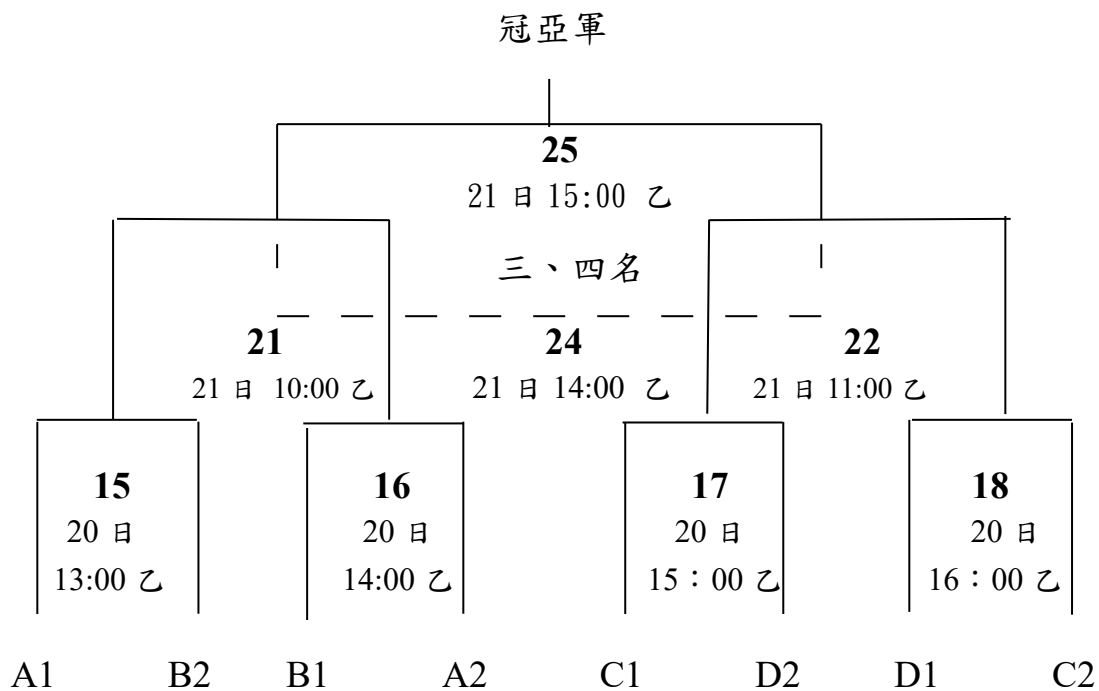 冠亞軍
25
21 日 15:00 乙
三、四名
21 24 22
21 日 10:00 乙 21 日 14:00 乙 21 日 11:00 乙
15 16 17 18
20 日 20 日 20 日 20 日
13:00 乙 14:00 乙 15：00 乙 16：00 乙
A1 B2 B1 A2 C1 D2 D1 C2